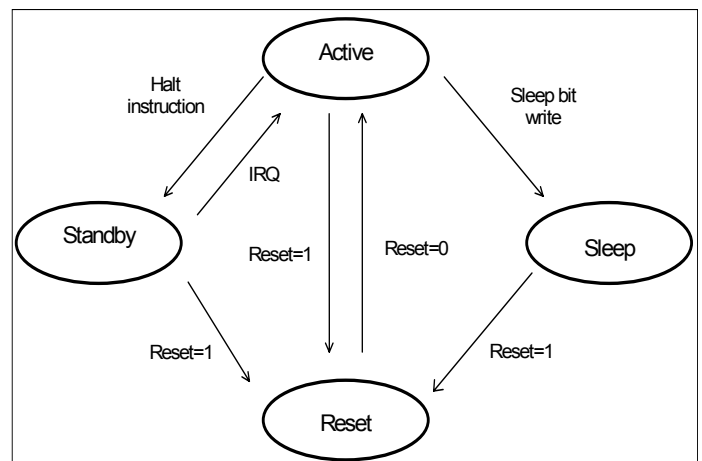 Active
Halt
instruction
Sleep bit
write
IRQ
Standby
Reset=1
Reset=0
Sleep
Reset=1
Reset=1
Reset